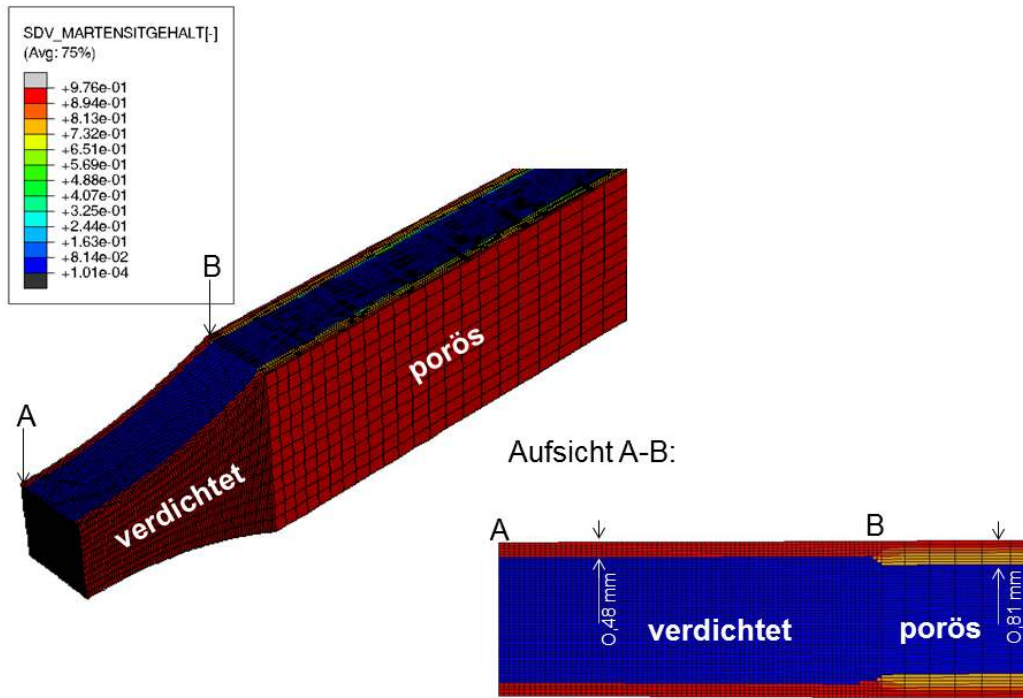 SDV_MARTENSITGEHALT[-]
(Avg: 75%)
+9.76e-01
+8.94e-01
+8.13e-01
+7.32e-01
+6.51e-01
+5.69e-01
+4.88e-01
+4.07e-01
+3.25e-01
+2.44e-01
+1.63e-01
+8.14e-02
+1.01e-04
B
porös
A
verdichtet
Aufsicht A-B:
A
B
0,48 mm
verdichtet
porös
0,81 mm